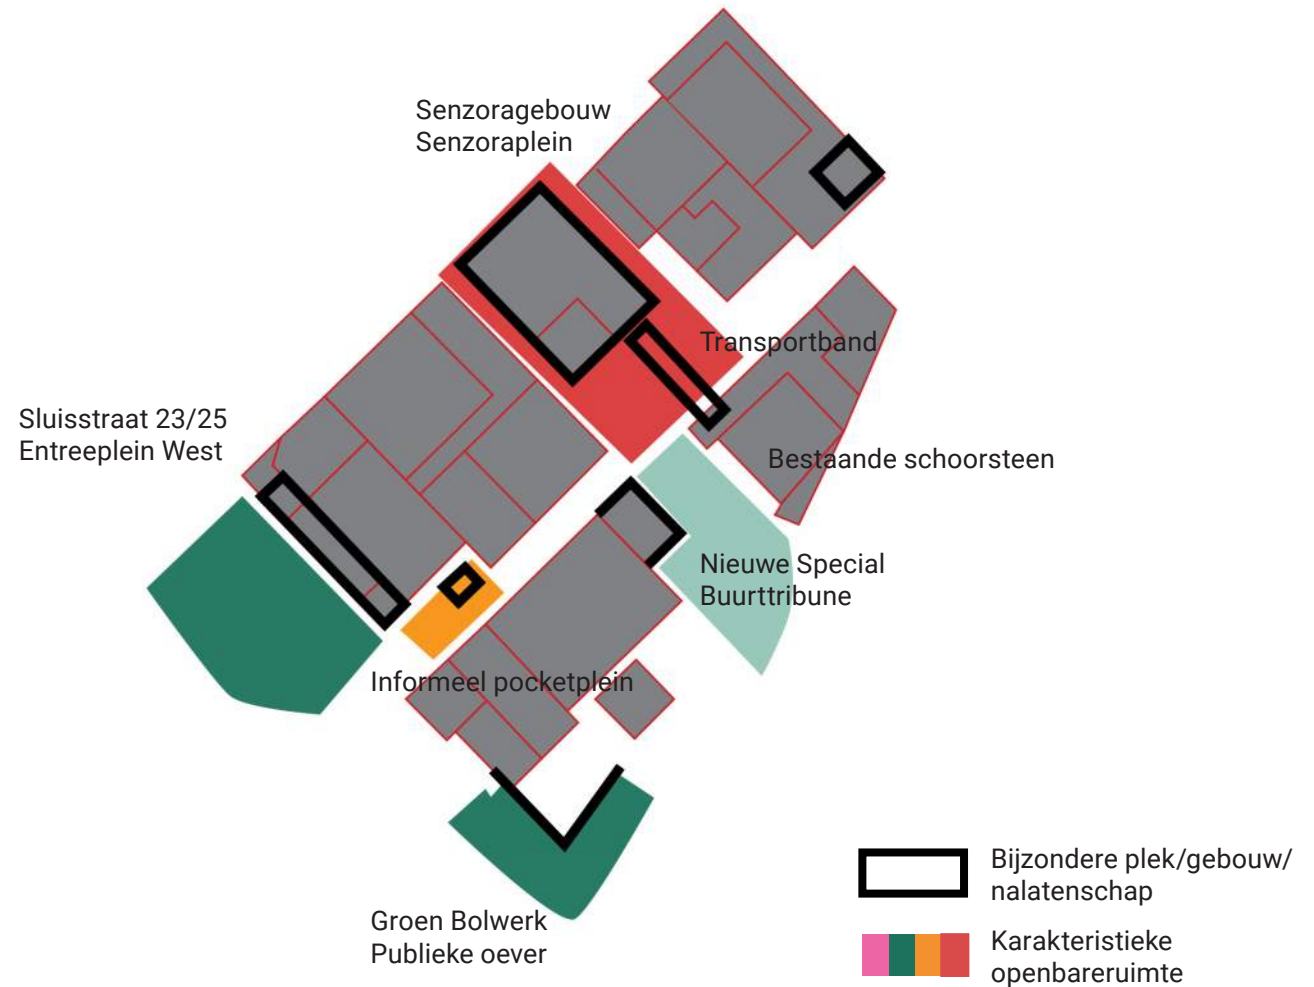 Senzoragebouw
Senzoraplein
Transportband
Sluisstraat 23/25
Entreeplein West
Bestaande schoorsteen
Nieuwe Special
Buurttribune
Informeel pocketplein
Groen Bolwerk
Publieke oever
Bijzondere plek/gebouw/
nalatenschap
Karakteristieke
openbareruimte